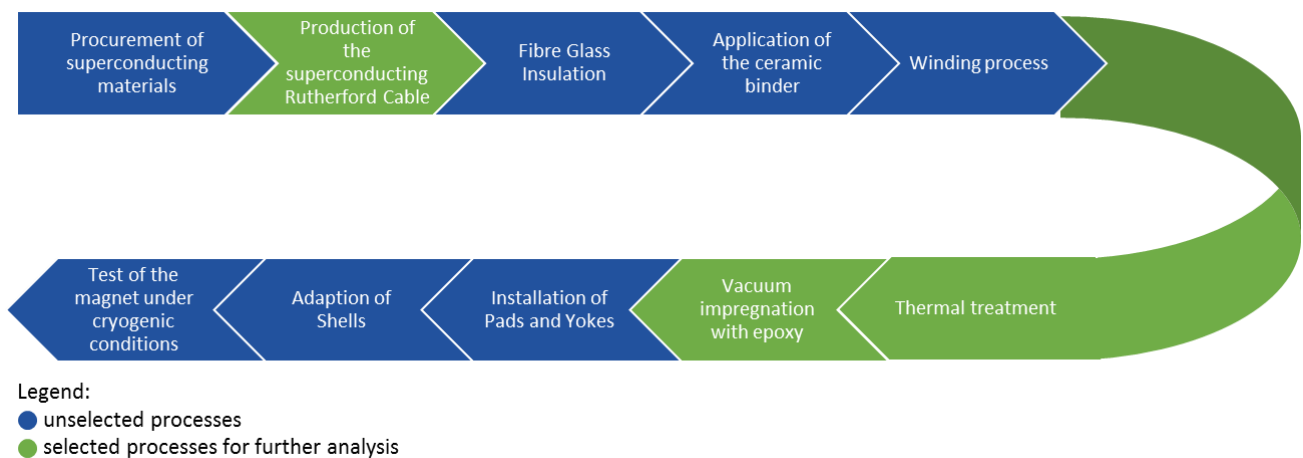 Procurement of
superconducting
materials
Production of
the
superconducting
Rutherford Cable
Fibre Glass
Insulation
Application of
the ceramic
binder
Winding process
Thermal treatment
Vacuum
impregnation
with epoxy
Installation of
Pads and Yokes
Adaption of
Shells
Test of the
magnet under
cryogenic
conditions
Legend:
unselected processes
selected processes for further analysis